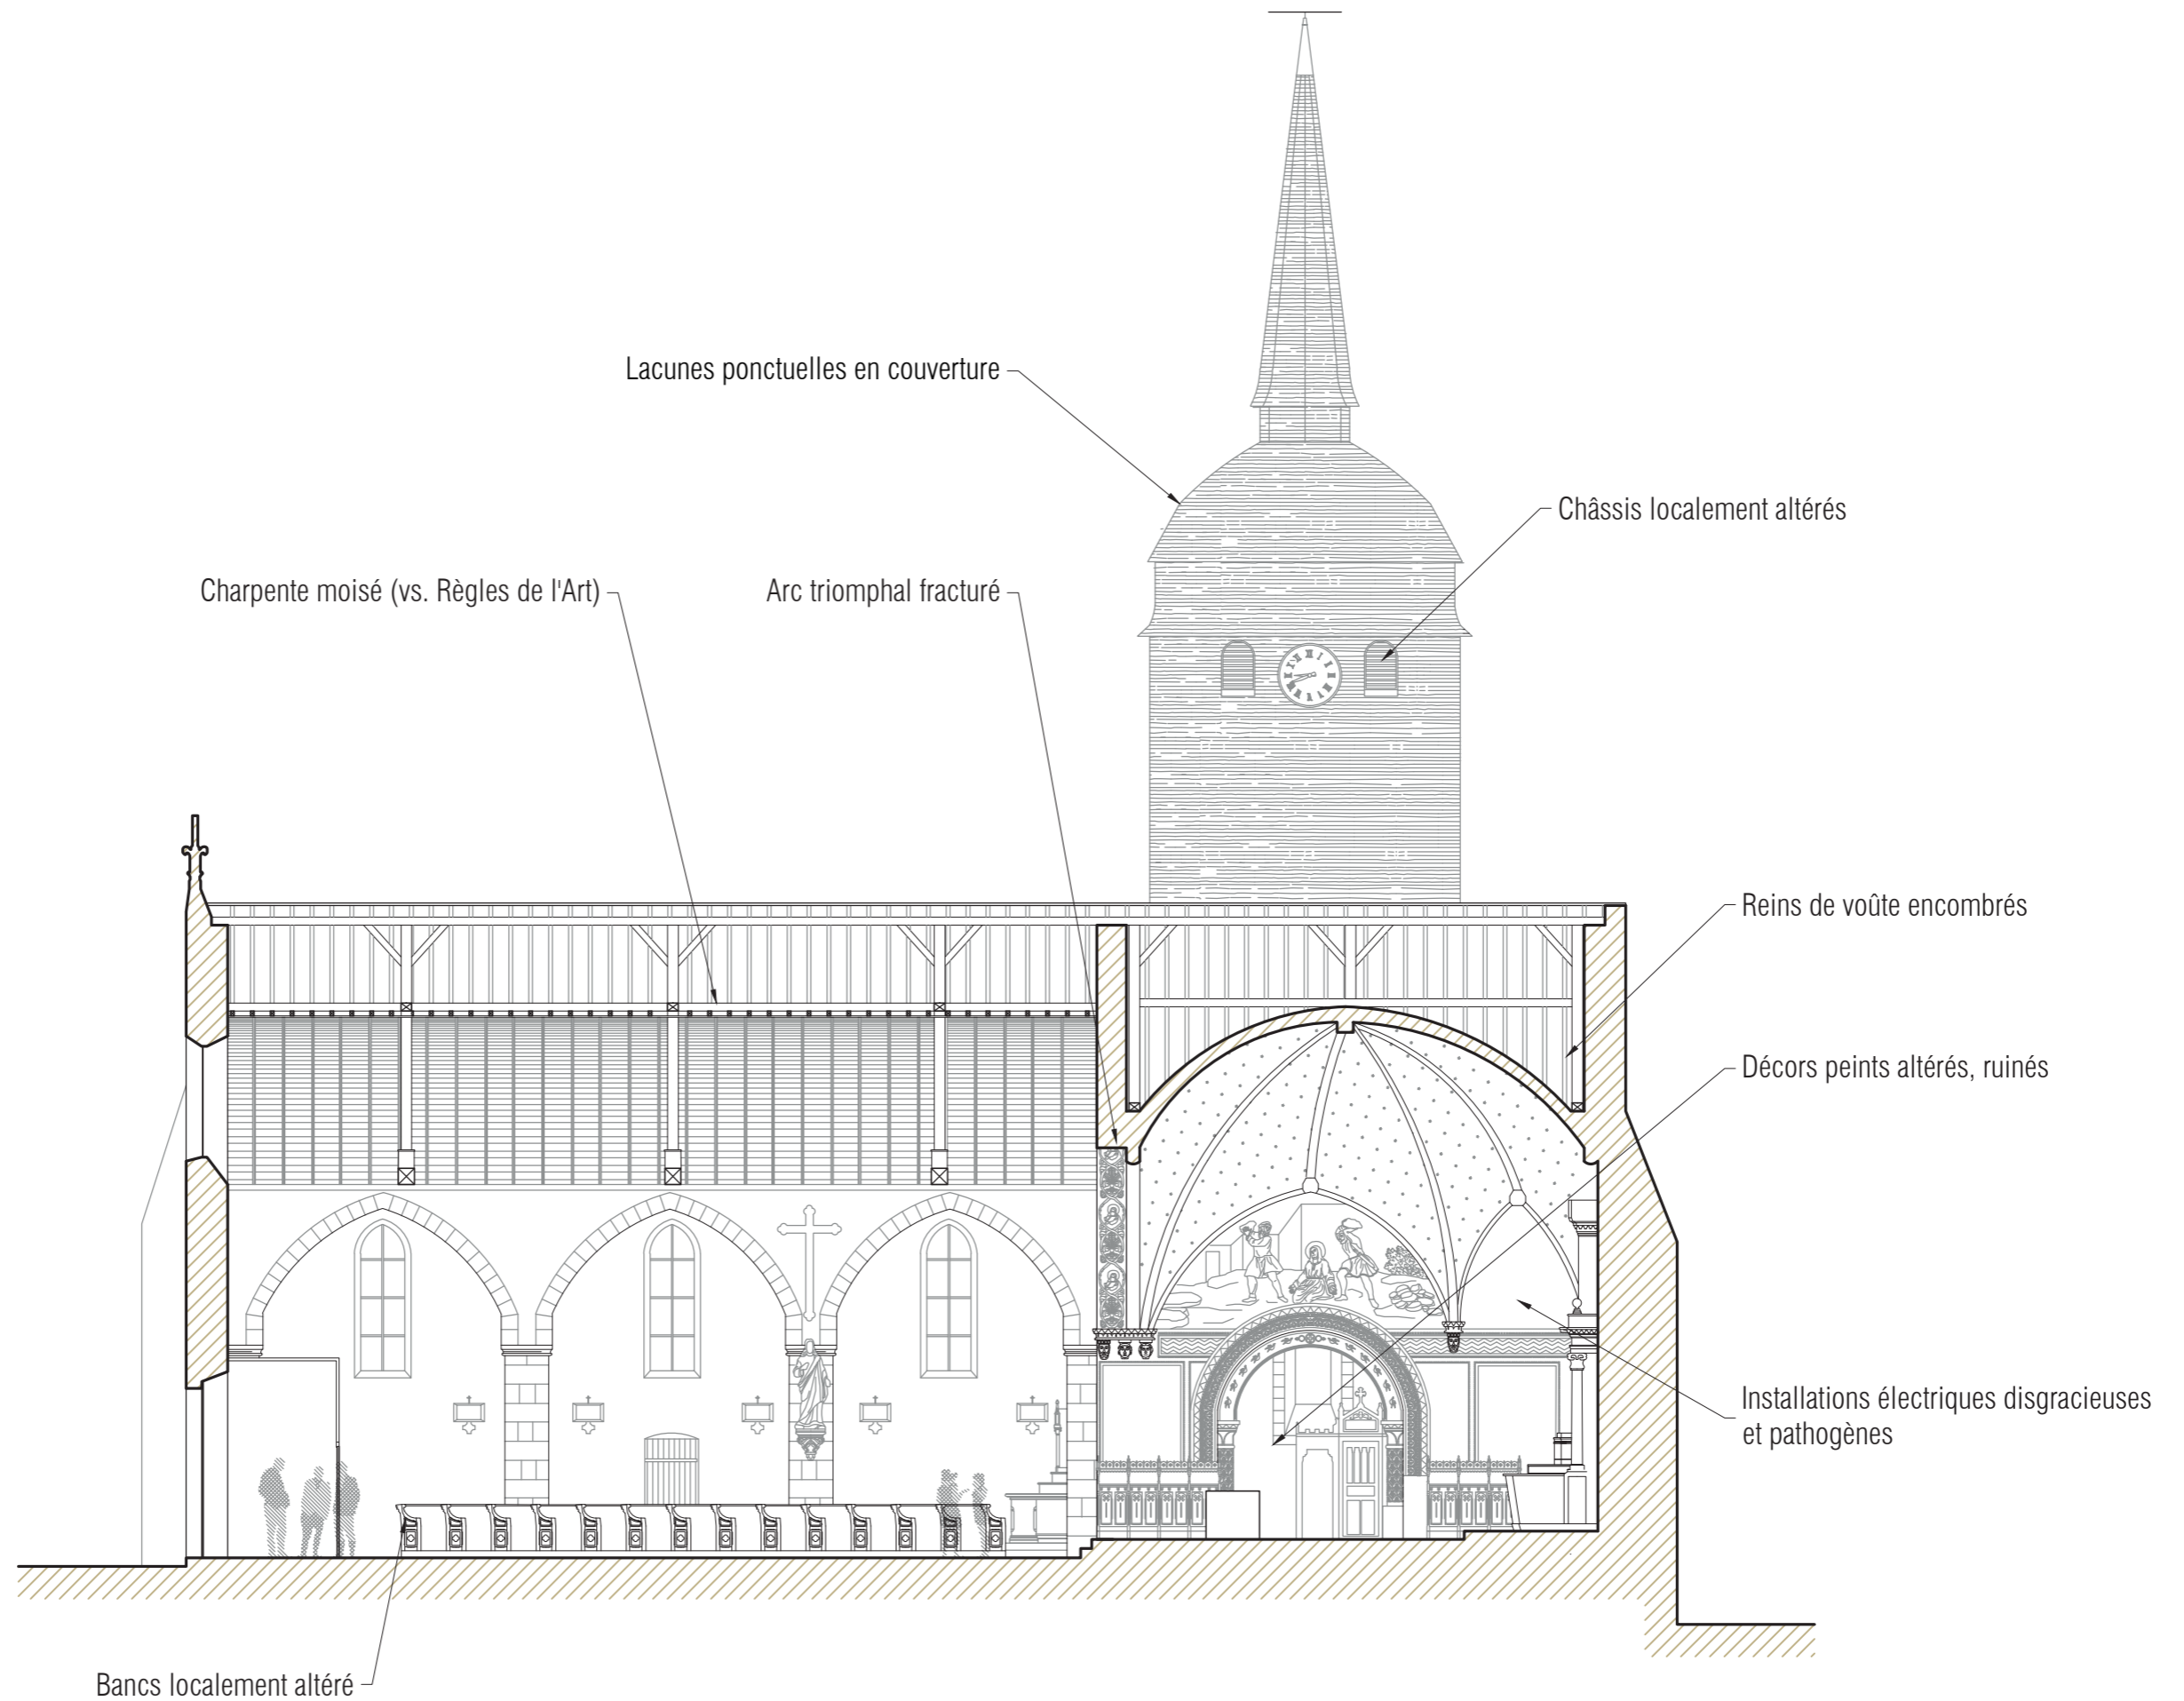 Lacunes ponctuelles en couverture
Châssis localement altérés
Charpente moisé (vs. Règles de l'Art)
Arc triomphal fracturé
Reins de voûte encombrés
Décors peints altérés, ruinés
Installations électriques disgracieuses
et pathogènes
Bancs localement altéré